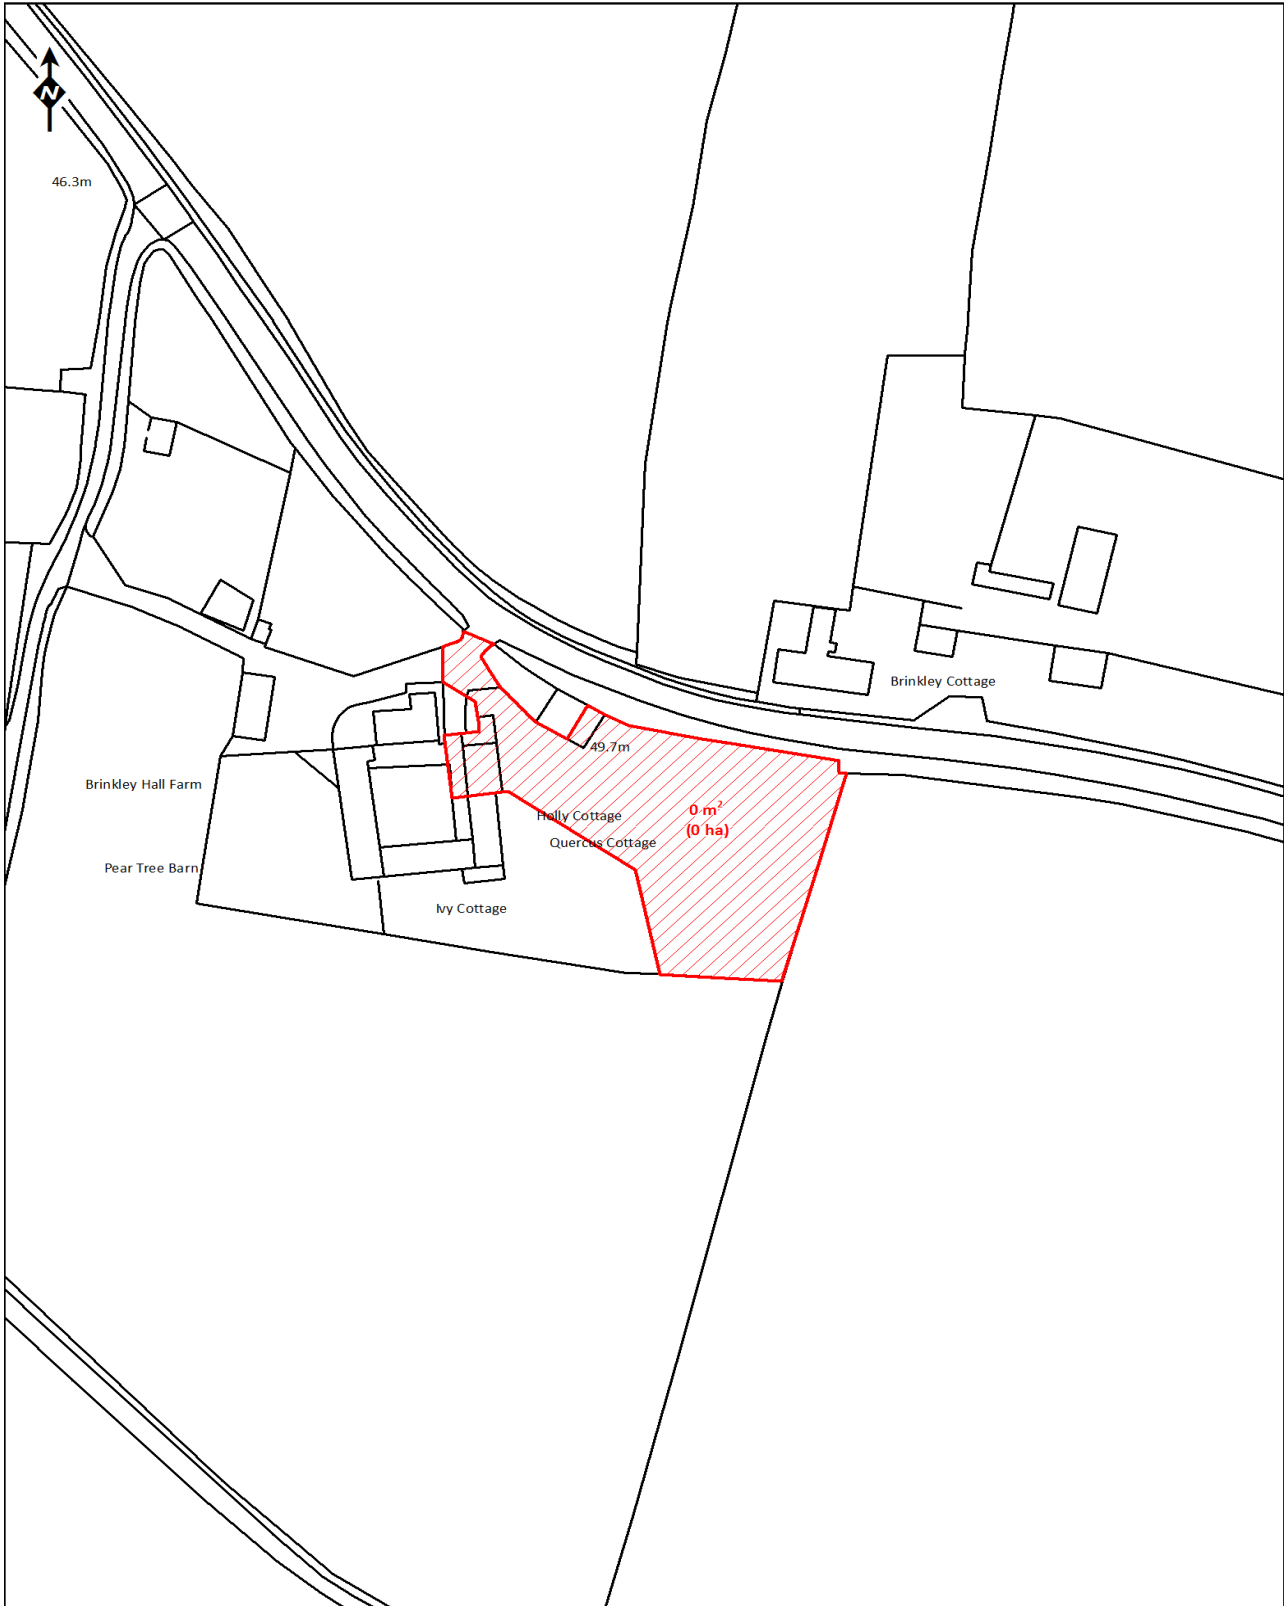 N
46.3m
Brinkley Cottage
49.7m
Brinkley Hall Farm
0 m²
(0 ha)
Holly Cottage
Quercus Cottage
Pear Tree Barn
Ivy Cottage